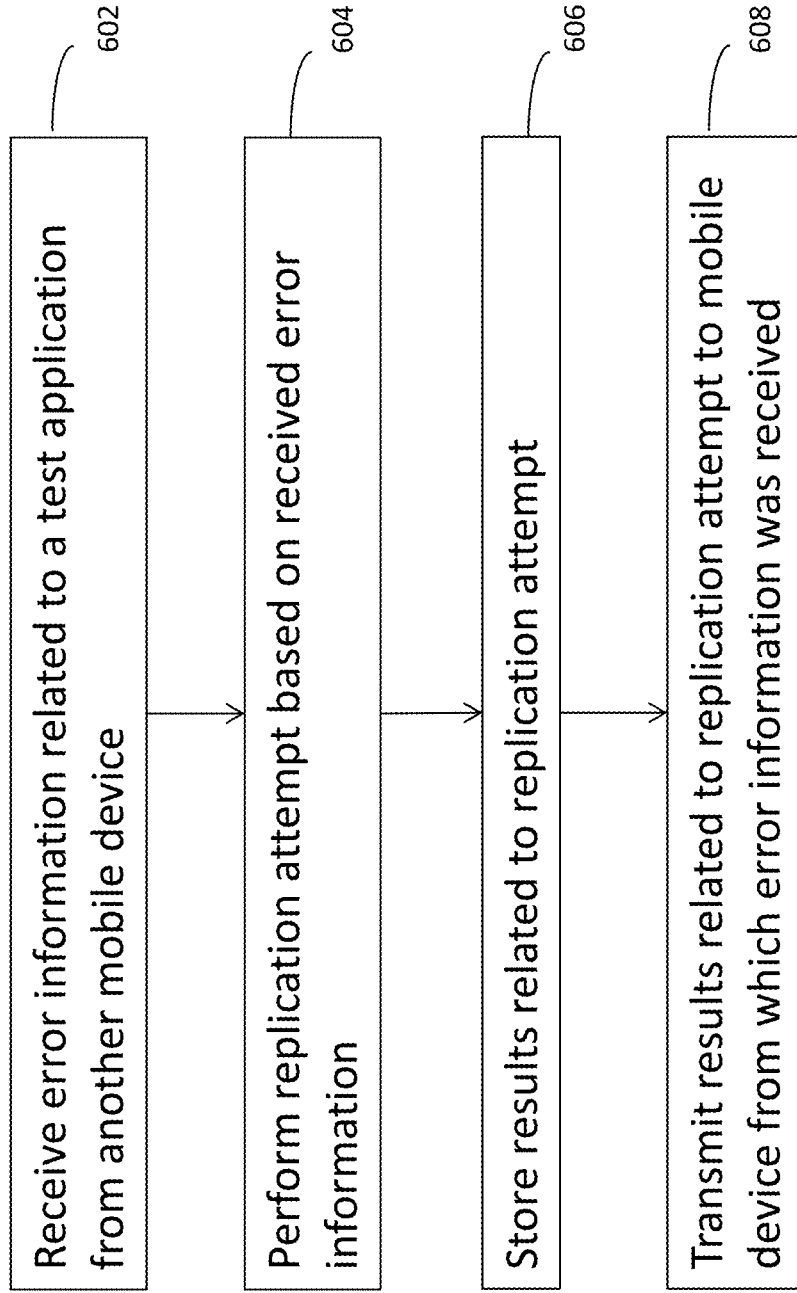 Receive error information related to a test application
from another mobile device
602
Perform replication attempt based on received error
information
604
Store results related to replication attempt
606
Transmit results related to replication attempt to mobile
device from which error information was received
608